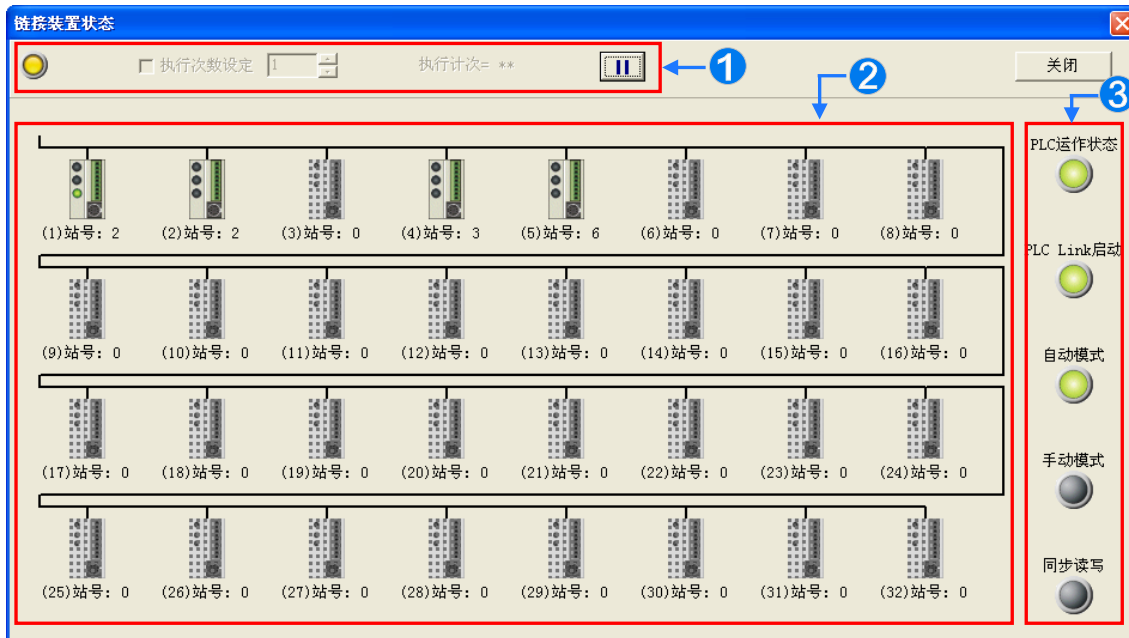 链接装置状态
执行次数设定 1 执行计次= ** 关闭
1
2
3
(1)站号: 2 (2)站号: 2 (3)站号: 0 (4)站号: 3 (5)站号: 6 (6)站号: 0 (7)站号: 0 (8)站号: 0
(9)站号: 0 (10)站号: 0 (11)站号: 0 (12)站号: 0 (13)站号: 0 (14)站号: 0 (15)站号: 0 (16)站号: 0
(17)站号: 0 (18)站号: 0 (19)站号: 0 (20)站号: 0 (21)站号: 0 (22)站号: 0 (23)站号: 0 (24)站号: 0
(25)站号: 0 (26)站号: 0 (27)站号: 0 (28)站号: 0 (29)站号: 0 (30)站号: 0 (31)站号: 0 (32)站号: 0
PLC运作状态
PLC Link启动
自动模式
手动模式
同步读写